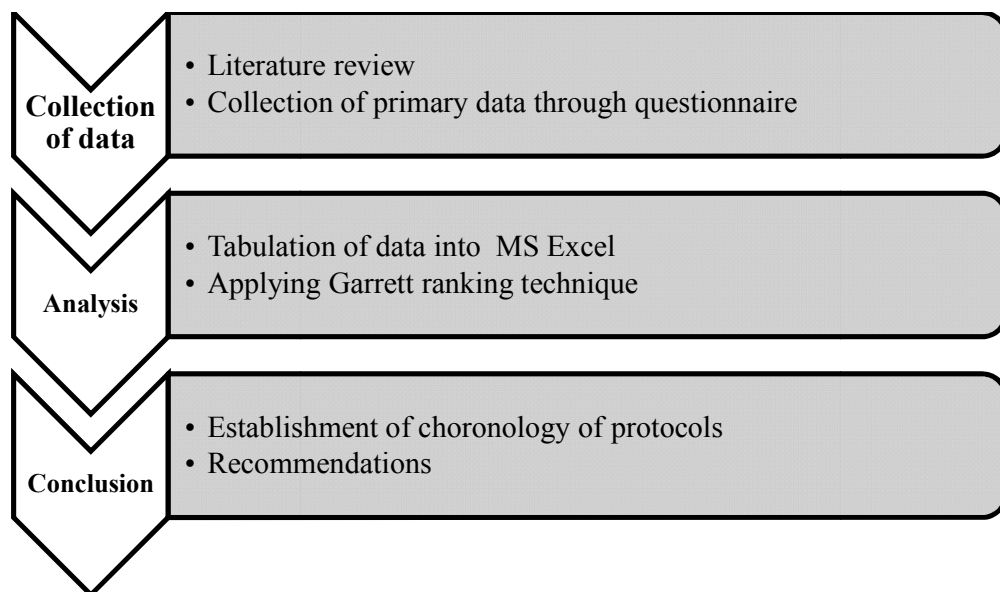 Collection
of data
• Literature review
• Collection of primary data through questionnaire
Analysis
• Tabulation of data into MS Excel
• Applying Garrett ranking technique
Conclusion
• Establishment of choronology of protocols
• Recommendations